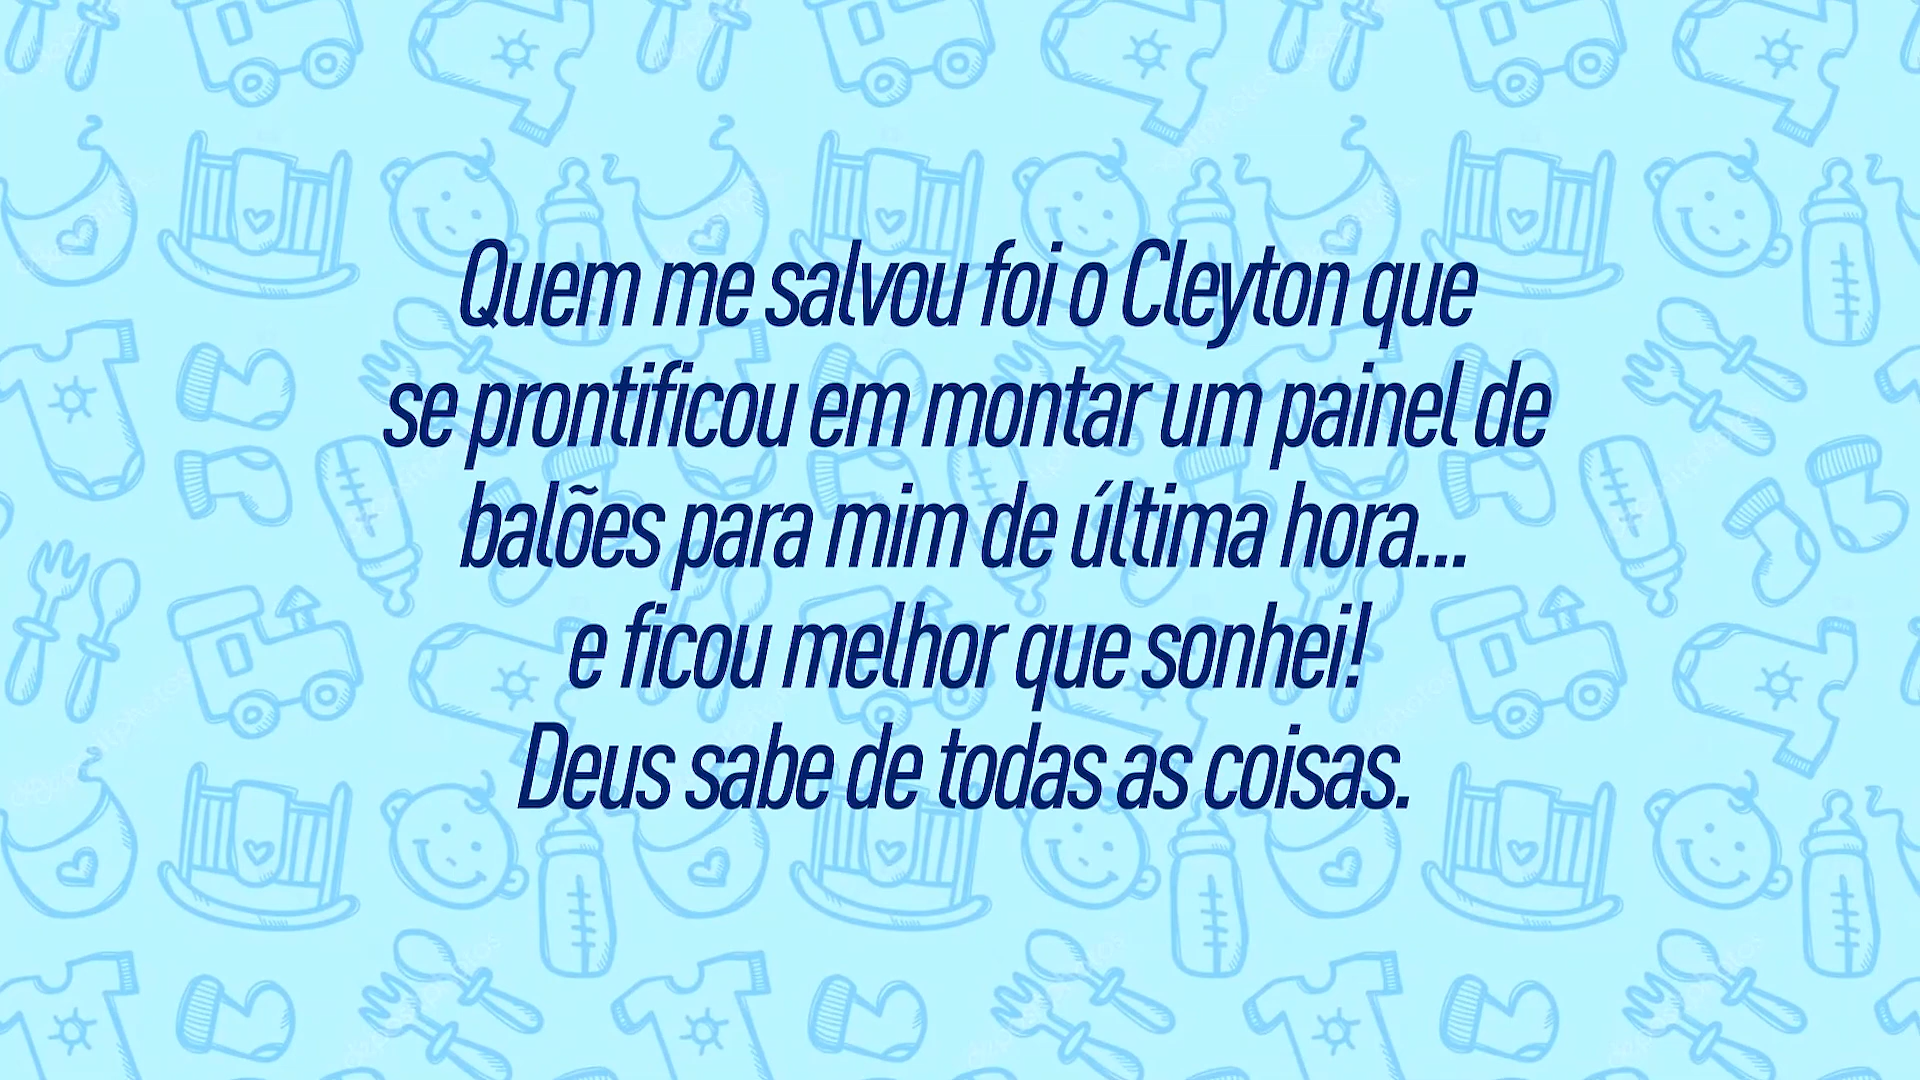 Quem me salvou foi o Cleyton que
se prontificou em montar um painel de
balões para mim de última hora...
e ficou melhor que sonhei!
Deus sabe de todas as coisas.